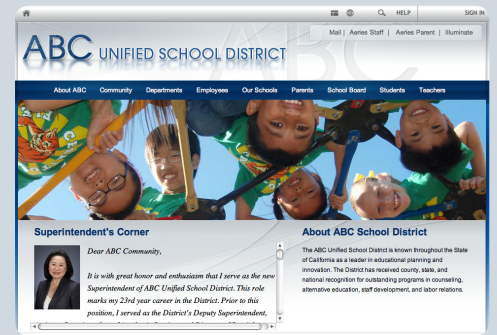 HELP
SIGN IN
Mail | Aeries Staff | Aeries Parent | Illuminate
ABC UNIFIED SCHOOL DISTRICT
About ABC Community Departments Employees Our Schools Parents School Board Students Teachers
Superintendent's Corner
Dear ABC Community,
It is with great honor and enthusiasm that I serve as the new
Superintendent of ABC Unified School District. This role
marks my 23rd year career in the District. Prior to this
position, I served as the District's Deputy Superintendent,
About ABC School District
The ABC Unified School District is known throughout the State
of California as a leader in educational planning and
innovation. The District has received county, state, and
national recognition for outstanding programs in counseling,
alternative education, staff development, and labor relations.